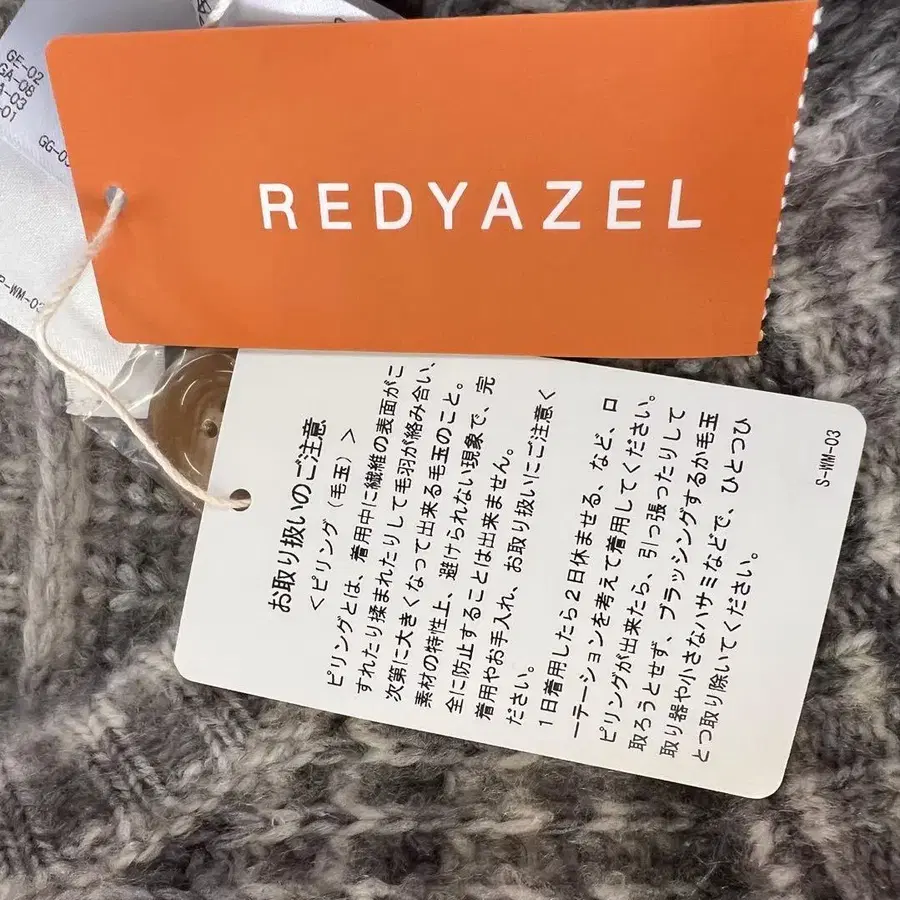 GE-02
GA-08
A-03
-01
GG-03
P-WM-03
REDYAZEL
お取り扱いのご注意
<ピリング（毛玉）>
ピリングとは、着用中に繊維の表面がこ
すれたり揉まれたりして毛羽が絡み合い、
次第に大きくなって出来る毛玉のこと。
素材の特性上、避けられない現象で、完
全に防止することは出来ません。
着用やお手入れ、お取り扱いにご注意く
ださい。
1日着用したら2日休ませる、など、ロ
ーテーションを考えて着用してください。
ピリングが出来たら、引っ張ったりして
取ろうとせず、ブラッシングするか毛玉
取り器や小さなハサミなどで、ひとつひ
とつ取り除いてください。
S-WM-03